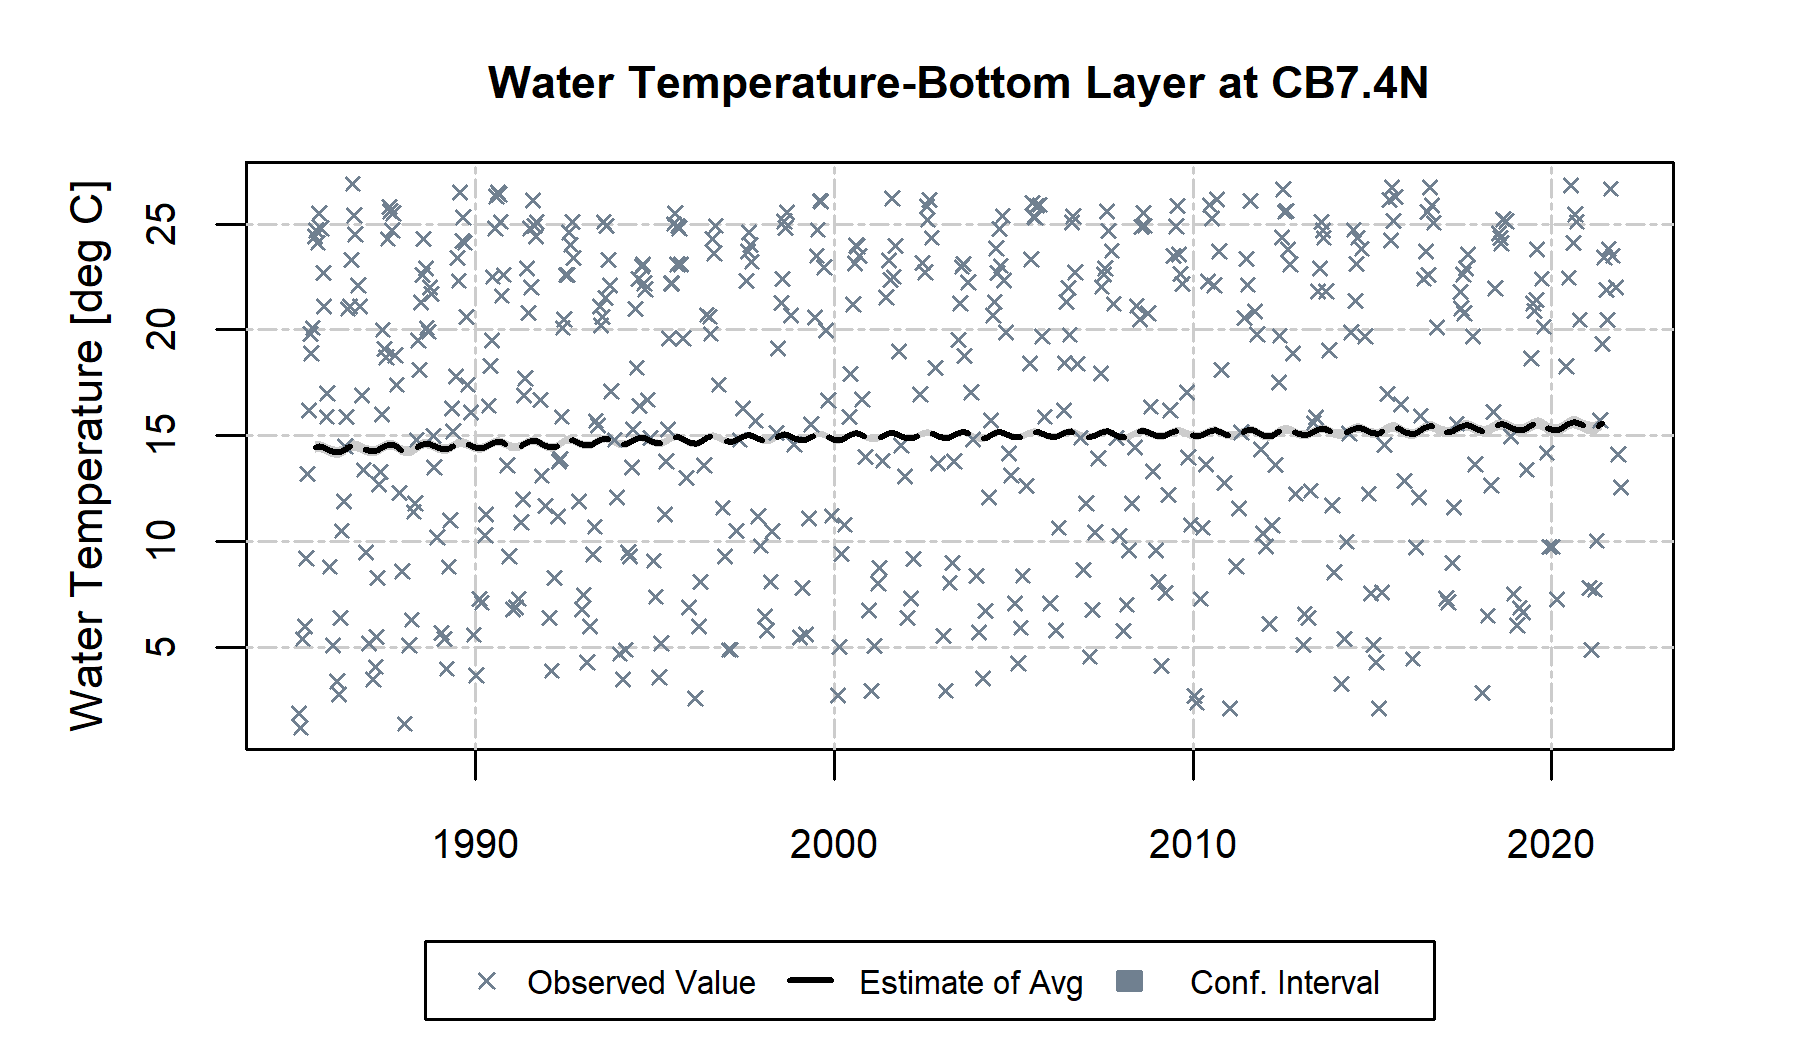 Water Temperature-Bottom Layer at CB7.4N
Water Temperature [deg C]
25
20
15
10
5
1990 2000 2010 2020
Observed Value Estimate of Avg Conf. Interval